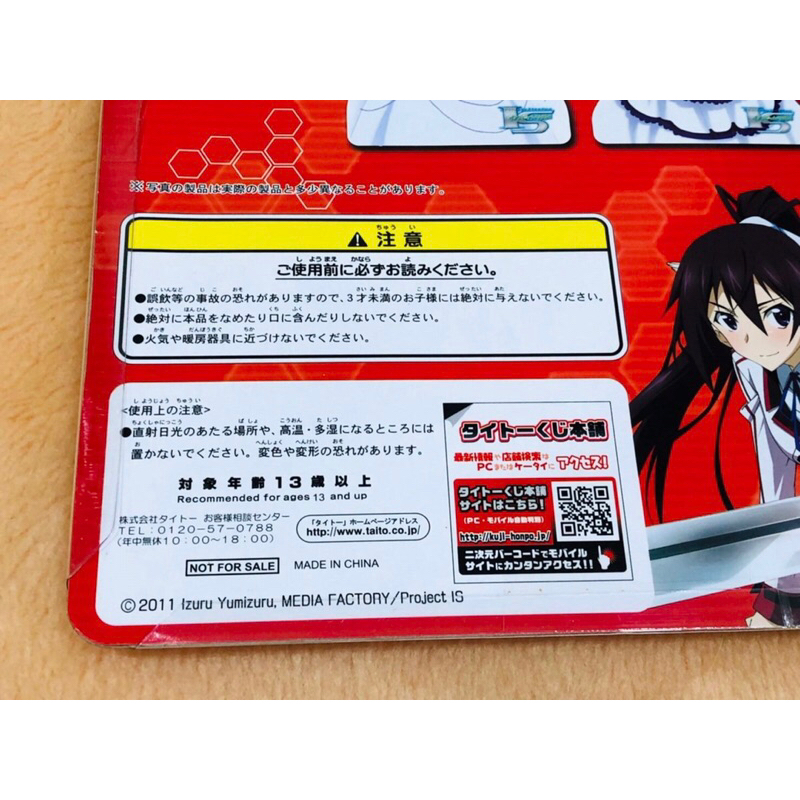 ※写真の製品は実際の製品と多少異なることがあります。
⚠注意
ご使用前に必ずお読みください。
●誤飲等の事故の恐れがありますので、3才未満のお子様には絶対に与えないでください。
●絶対に本品をなめたり口に含んだりしないでください。
●火気や暖房器具に近づけないでください。
<使用上の注意>
●直射日光のあたる場所や、高温・多湿になるところには
置かないでください。変色や変形の恐れがあります。
対象年齢13歳以上
Recommended for ages 13 and up
株式会社タイトー お客様相談センター
TEL:0120-57-0788
(年中無休10:00~18:00)
「タイトー」ホームページアドレス
http://www.taito.co.jp/
NOT FOR SALE
MADE IN CHINA
©2011 Izuru Yumizuru, MEDIA FACTORY/Project IS
タイトーくじ本舗
最新情報や店舗検索は
PCまたはケータイにアクセス!
タイトーくじ本舗
サイトはこちら!
(PC・モバイル自動判別)
http://kuji-honpo.jp/
二次元バーコードでモバイル
サイトにカンタンアクセス!!